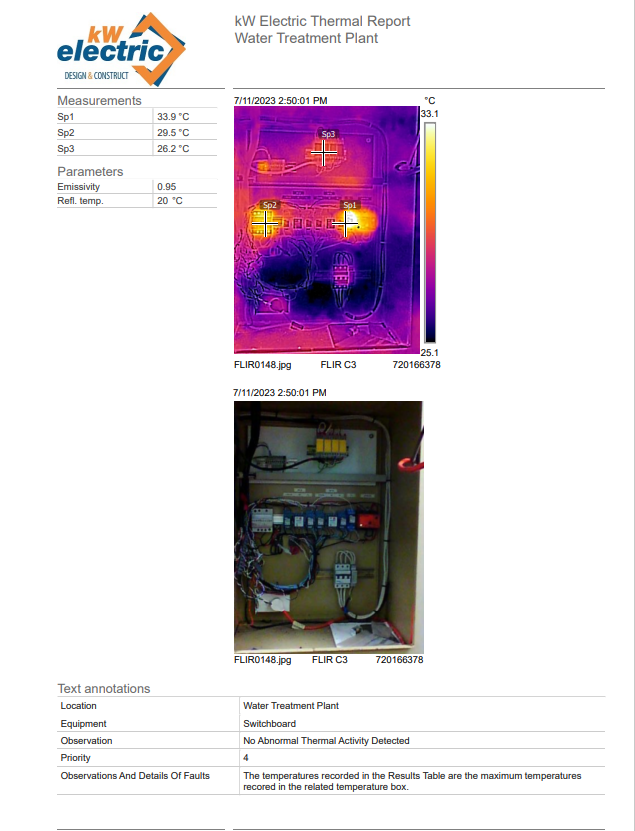 kW
electric
DESIGN & CONSTRUCT
kW Electric Thermal Report
Water Treatment Plant
Measurements
Sp1 33.9 °C
Sp2 29.5 °C
Sp3 26.2 °C
Parameters
Emissivity 0.95
Refl. temp. 20 °C
7/11/2023 2:50:01 PM °C
33.1
Sp3
Sp2 Sp1
25.1
FLIR0148.jpg FLIR C3 720166378
7/11/2023 2:50:01 PM
FLIR0148.jpg FLIR C3 720166378
Text annotations
Location Water Treatment Plant
Equipment Switchboard
Observation No Abnormal Thermal Activity Detected
Priority 4
Observations And Details Of Faults The temperatures recorded in the Results Table are the maximum temperatures
recored in the related temperature box.